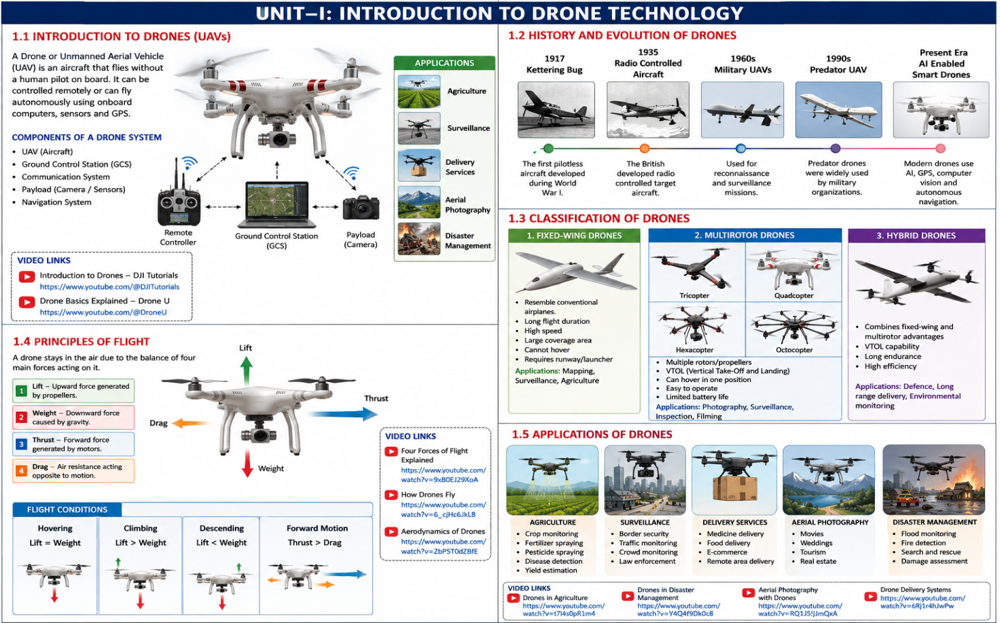 UNIT–I: INTRODUCTION TO DRONE TECHNOLOGY
1.1 INTRODUCTION TO DRONES (UAVs)
A Drone or Unmanned Aerial Vehicle
(UAV) is an aircraft that flies without
a human pilot on board. It can be
controlled remotely or can fly
autonomously using onboard
computers, sensors and GPS.
COMPONENTS OF A DRONE SYSTEM
• UAV (Aircraft)
• Ground Control Station (GCS)
• Communication System
• Payload (Camera / Sensors)
• Navigation System
Remote
Controller
Ground Control Station
(GCS)
Payload
(Camera)
APPLICATIONS
Agriculture
Surveillance
Delivery
Services
Aerial
Photography
Disaster
Management
VIDEO LINKS
Introduction to Drones – DJI Tutorials
https://www.youtube.com/@DJITutorials
Drone Basics Explained – Drone U
https://www.youtube.com/@DroneU
1.2 HISTORY AND EVOLUTION OF DRONES
1917
Kettering Bug
The first pilotless
aircraft developed
during World
War I.
1935
Radio Controlled
Aircraft
The British
developed radio
controlled target
aircraft.
1960s
Military UAVs
Used for
reconnaissance
and surveillance
missions.
1990s
Predator UAV
Predator drones
were widely used
by military
organizations.
Present Era
AI Enabled
Smart Drones
Modern drones use
AI, GPS, computer
vision and
autonomous
navigation.
1.3 CLASSIFICATION OF DRONES
1. FIXED-WING DRONES
• Resemble conventional
airplanes.
• Long flight duration
• High speed
• Large coverage area
• Cannot hover
• Requires runway/launcher
Applications: Mapping,
Surveillance, Agriculture
2. MULTIROTOR DRONES
Tricopter
Quadcopter
Hexacopter
Octocopter
• Multiple rotors/propellers
• VTOL (Vertical Take-Off and Landing)
• Can hover in one position
• Easy to operate
• Limited battery life
Applications: Photography, Surveillance,
Inspection, Filming
3. HYBRID DRONES
• Combines fixed-wing and
multirotor advantages
• VTOL capability
• Long endurance
• High efficiency
Applications: Defence, Long
range delivery, Environmental
monitoring
1.4 PRINCIPLES OF FLIGHT
A drone stays in the air due to the balance of four
main forces acting on it.
1 Lift – Upward force generated
by propellers.
2 Weight – Downward force
caused by gravity.
3 Thrust – Forward force
generated by motors.
4 Drag – Air resistance acting
opposite to motion.
Lift
Thrust
Drag
Weight
VIDEO LINKS
Four Forces of Flight
Explained
https://www.youtube.com/
watch?v=9xB0EJ29XoA
How Drones Fly
https://www.youtube.com/
watch?v=6_cjHc6JkL8
Aerodynamics of Drones
https://www.youtube.com/
watch?v=ZbPST0dZBfE
FLIGHT CONDITIONS
Hovering
Lift = Weight
Climbing
Lift > Weight
Descending
Lift < Weight
Forward Motion
Thrust > Drag
1.5 APPLICATIONS OF DRONES
AGRICULTURE
• Crop monitoring
• Fertilizer spraying
• Pesticide spraying
• Disease detection
• Yield estimation
SURVEILLANCE
• Border security
• Traffic monitoring
• Crowd monitoring
• Law enforcement
DELIVERY SERVICES
• Medicine delivery
• Food delivery
• E-commerce
• Remote area delivery
AERIAL PHOTOGRAPHY
• Movies
• Weddings
• Tourism
• Real estate
DISASTER MANAGEMENT
• Flood monitoring
• Fire detection
• Search and rescue
• Damage assessment
VIDEO LINKS
Drones in Agriculture
https://www.youtube.com/
watch?v=t7l4s0pR1m4
Drones in Disaster
Management
https://www.youtube.com/
watch?v=Y4Q4f9Dk0c8
Aerial Photography
with Drones
https://www.youtube.com/
Drone Delivery Systems
https://www.youtube.com/
watch?v=6Rj1r4hJwPw